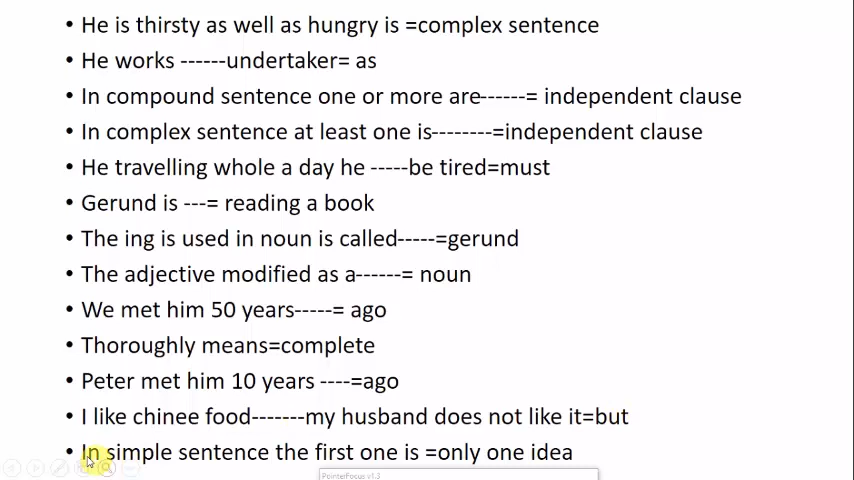 • He is thirsty as well as hungry is =complex sentence
• He works ------undertaker= as
• In compound sentence one or more are------= independent clause
• In complex sentence at least one is--------=independent clause
• He travelling whole a day he -----be tired=must
• Gerund is ---= reading a book
• The ing is used in noun is called-----=gerund
• The adjective modified as a------= noun
• We met him 50 years-----= ago
• Thoroughly means=complete
• Peter met him 10 years ----=ago
• I like chinee food-------my husband does not like it=but
• In simple sentence the first one is =only one idea
PointerFocus v1.3